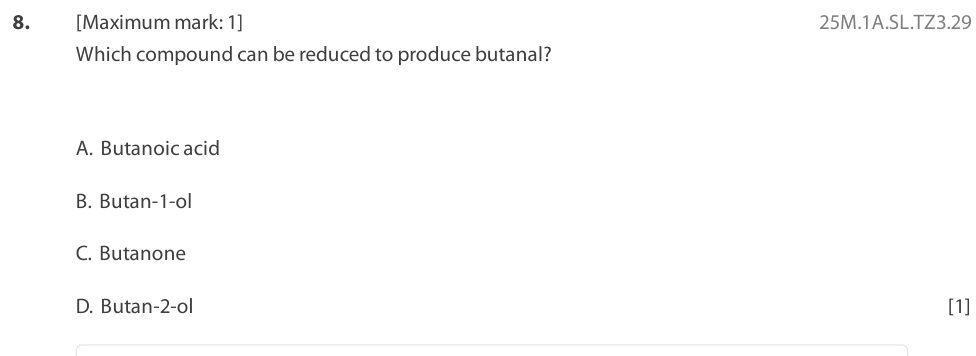 8. [Maximum mark: 1] 25M.1A.SL.TZ3.29
Which compound can be reduced to produce butanal?
A. Butanoic acid
B. Butan-1-ol
C. Butanone
D. Butan-2-ol [1]